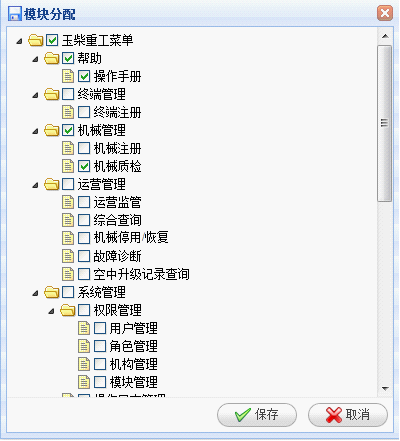 模块分配
玉柴重工菜单
帮助
操作手册
终端管理
终端注册
机械管理
机械注册
机械质检
运营管理
运营监管
综合查询
机械停用/恢复
故障诊断
空中升级记录查询
系统管理
权限管理
用户管理
角色管理
机构管理
模块管理
保存 取消